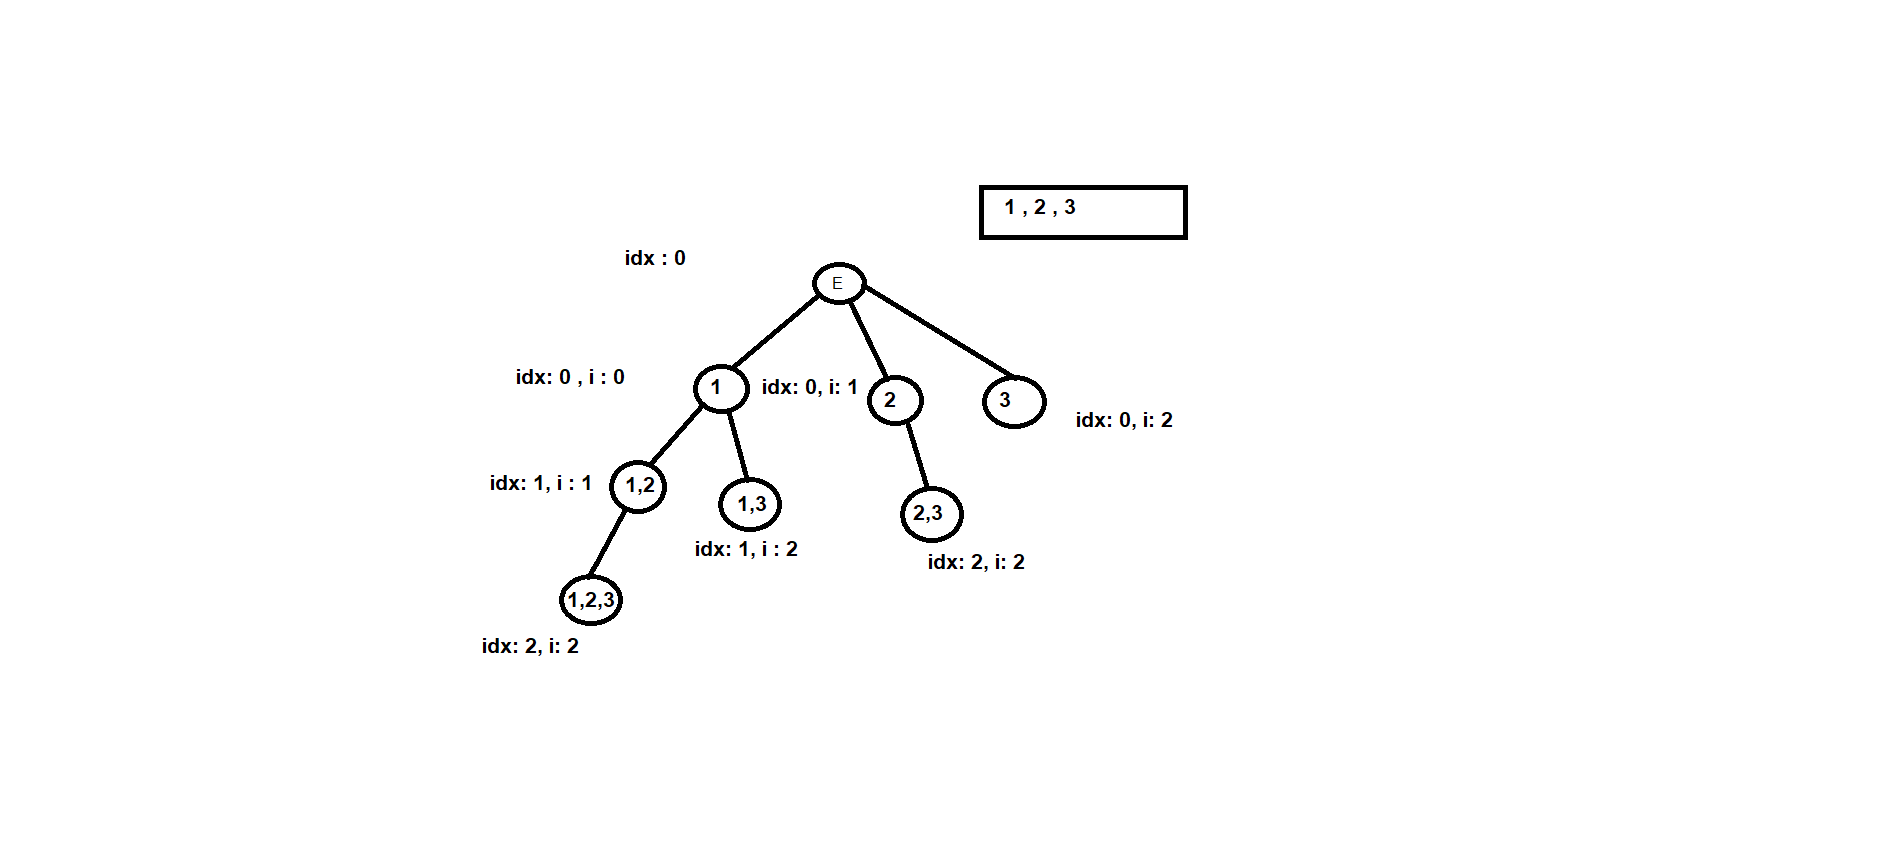 1 , 2 , 3
idx : 0
E
idx: 0 , i : 0
1
idx: 0, i: 1
2
3
idx: 0, i: 2
idx: 1, i : 1
1,2
1,3
2,3
idx: 1, i : 2
idx: 2, i: 2
1,2,3
idx: 2, i: 2